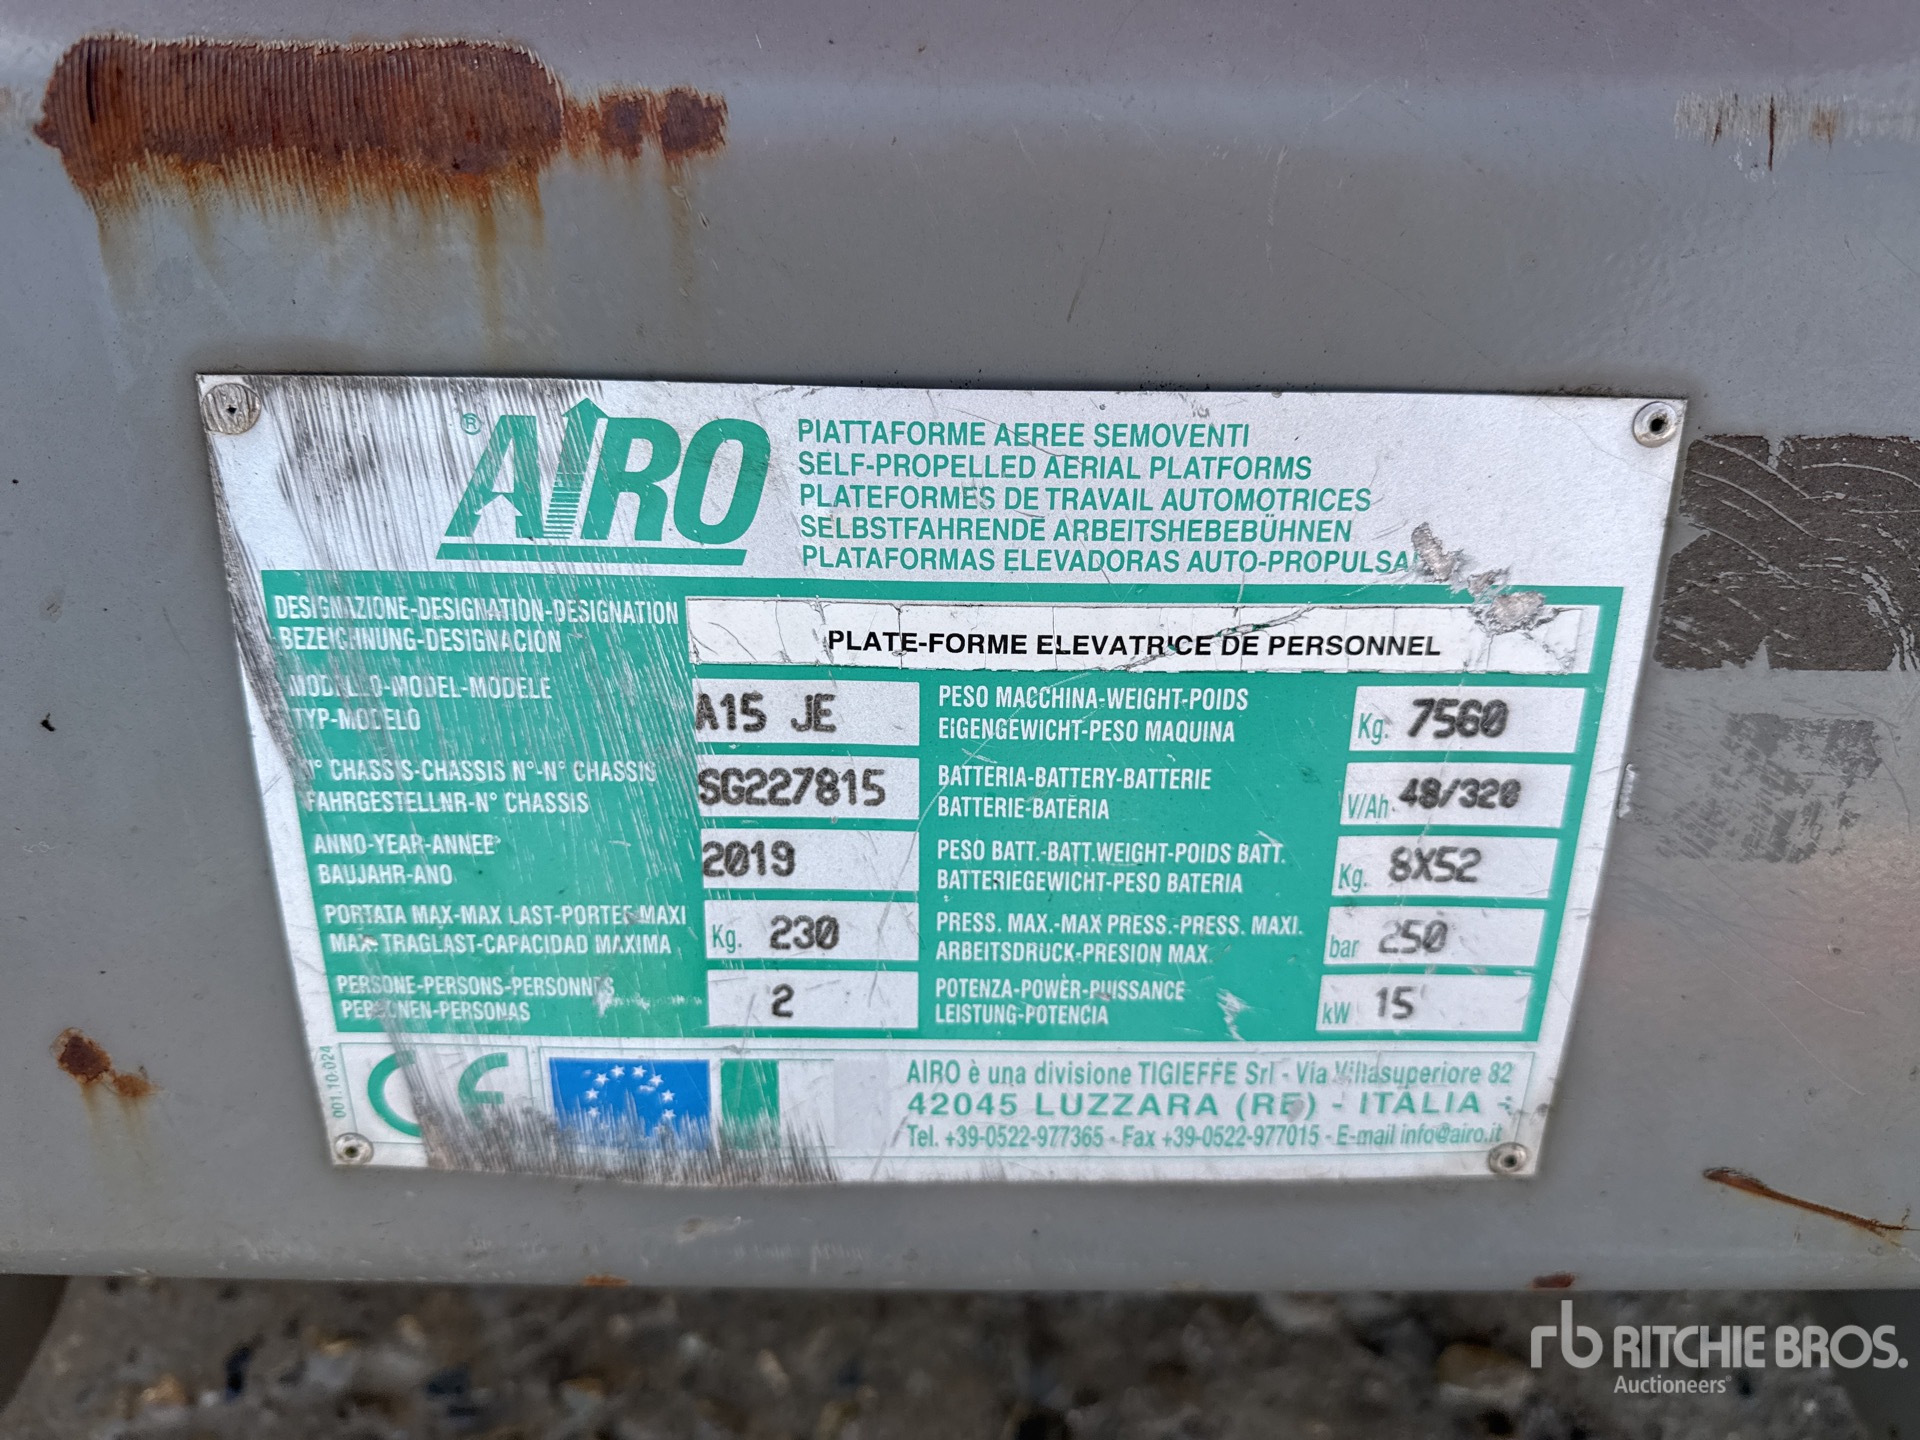 ® AIRO
PIATTAFORME AEREE SEMOVENTI
SELF-PROPELLED AERIAL PLATFORMS
PLATEFORMES DE TRAVAIL AUTOMOTRICES
SELBSTFAHRENDE ARBEITSHEBEBÜHNEN
PLATAFORMAS ELEVADORAS AUTO-PROPULSA
DESIGNAZIONE-DESIGNATION-DESIGNATION
BEZEICHNUNG-DESIGNACION
PLATE-FORME ELEVATRICE DE PERSONNEL
MODELLO-MODEL-MODÈLE
TYP-MODELO
A15 JE
N° CHASSIS-CHASSIS N°-N° CHASSIS
FAHRGESTELLNR-N° CHASSIS
SG227815
ANNO-YEAR-ANNEE
BAUJAHR-ANO
2019
PORTATA MAX-MAX LAST-PORTEE MAXI
MAX TRAGLAST-CAPACIDAD MAXIMA
Kg. 230
PERSONE-PERSONS-PERSONNES
PERSONEN-PERSONAS
2
PESO MACCHINA-WEIGHT-POIDS
EIGENGEWICHT-PESO MAQUINA
Kg. 7560
BATTERIA-BATTERY-BATTERIE
BATTERIE-BATERIA
V/Ah 48/320
PESO BATT.-BATT.WEIGHT-POIDS BATT.
BATTERIEGEWICHT-PESO BATERIA
Kg. 8X52
PRESS. MAX.-MAX PRESS.-PRESS. MAXI.
ARBEITSDRUCK-PRESION MAX.
bar 250
POTENZA-POWER-PUISSANCE
LEISTUNG-POTENCIA
kW 15
001.10.024
CE
AIRO è una divisione TIGIEFFE Srl - Via Villasuperiore 82
42045 LUZZARA (RE) - ITALIA -
Tel. +39-0522-977365 - Fax +39-0522-977015 - E-mail info@airo.it
rb RITCHIE BROS.
Auctioneers